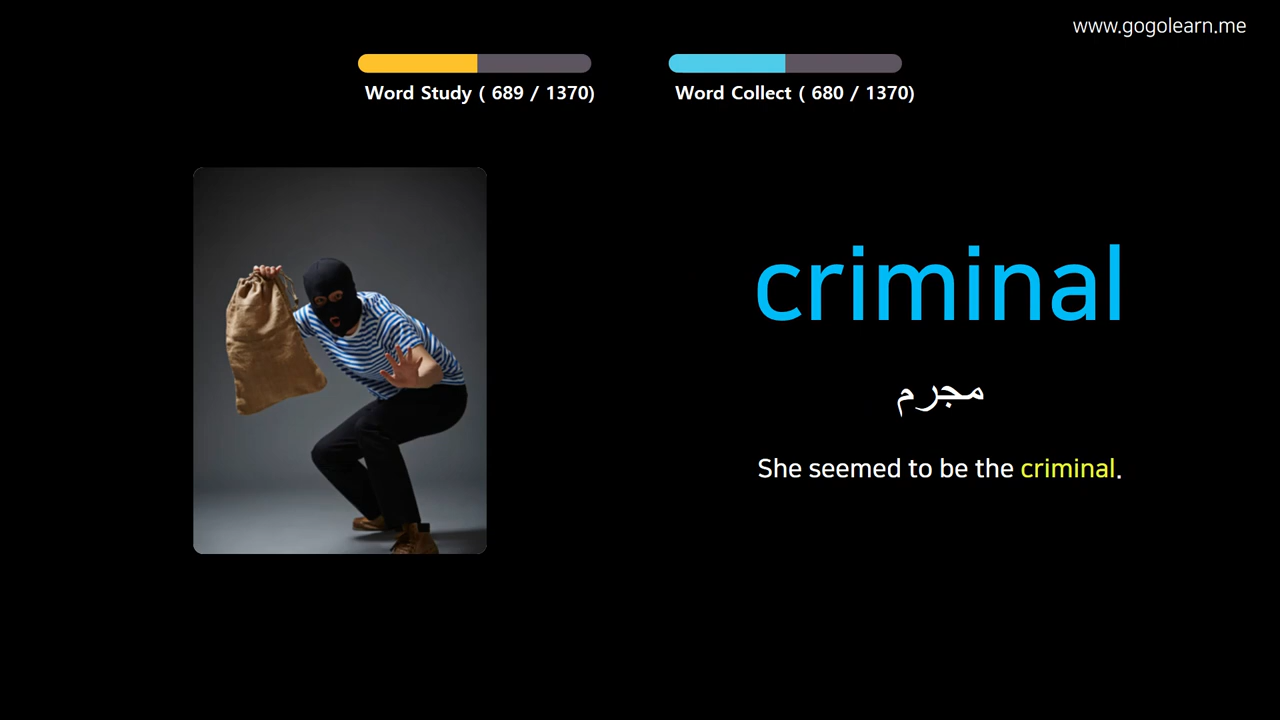 www.gogolearn.me
Word Study ( 689 / 1370)
Word Collect ( 680 / 1370)
criminal
مجرم
She seemed to be the criminal.